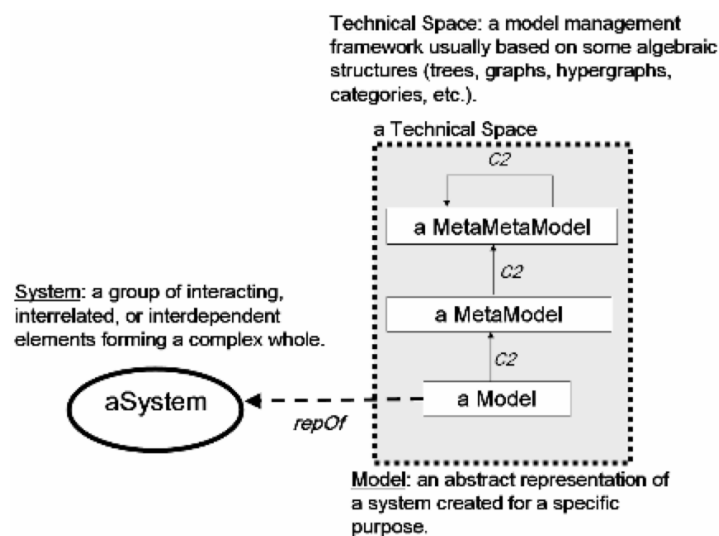 Technical Space: a model management
framework usually based on some algebraic
structures (trees, graphs, hypergraphs,
categories, etc.).
a Technical Space
C2
a MetaMetaModel
C2
System: a group of interacting,
interrelated, or interdependent
elements forming a complex whole.
a MetaModel
C2
aSystem
a Model
repOf
Model: an abstract representation of
a system created for a specific
purpose.